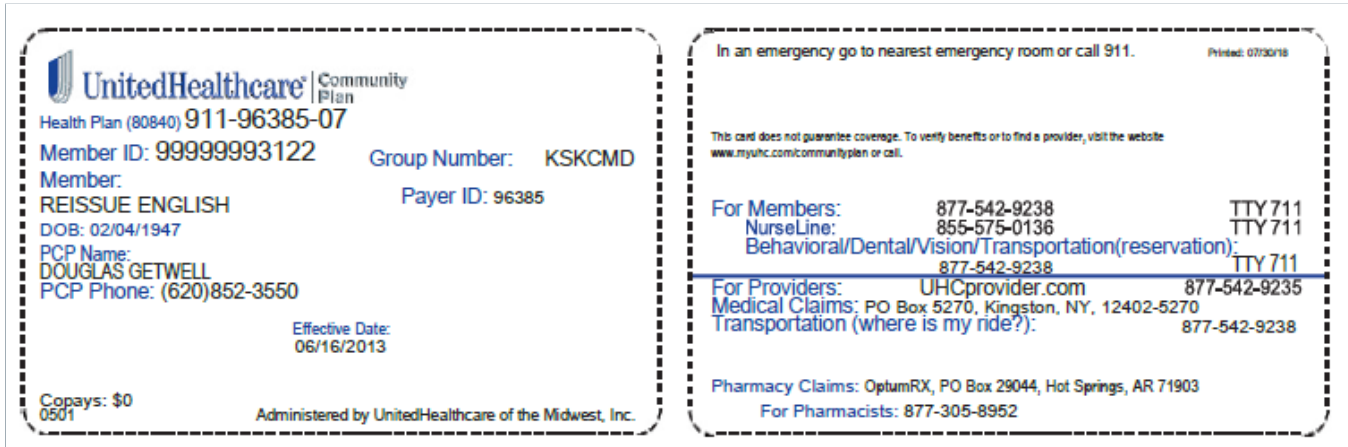 UnitedHealthcare® Community Plan
Health Plan (80840) 911-96385-07
Member ID: 99999993122 Group Number: KSKCMD
Member:
REISSUE ENGLISH Payer ID: 96385
DOB: 02/04/1947
PCP Name:
DOUGLAS GETWELL
PCP Phone: (620)852-3550
Effective Date:
06/16/2013
Copays: $0
0501 Administered by UnitedHealthcare of the Midwest, Inc.
In an emergency go to nearest emergency room or call 911. Printed: 07/30/18
This card does not guarantee coverage. To verify benefits or to find a provider, visit the website
www.myuhc.com/communityplan or call.
For Members: 877-542-9238 TTY 711
NurseLine: 855-575-0136 TTY 711
Behavioral/Dental/Vision/Transportation(reservation):
877-542-9238 TTY 711
For Providers: UHCprovider.com 877-542-9235
Medical Claims: PO Box 5270, Kingston, NY, 12402-5270
Transportation (where is my ride?): 877-542-9238
Pharmacy Claims: OptumRX, PO Box 29044, Hot Springs, AR 71903
For Pharmacists: 877-305-8952